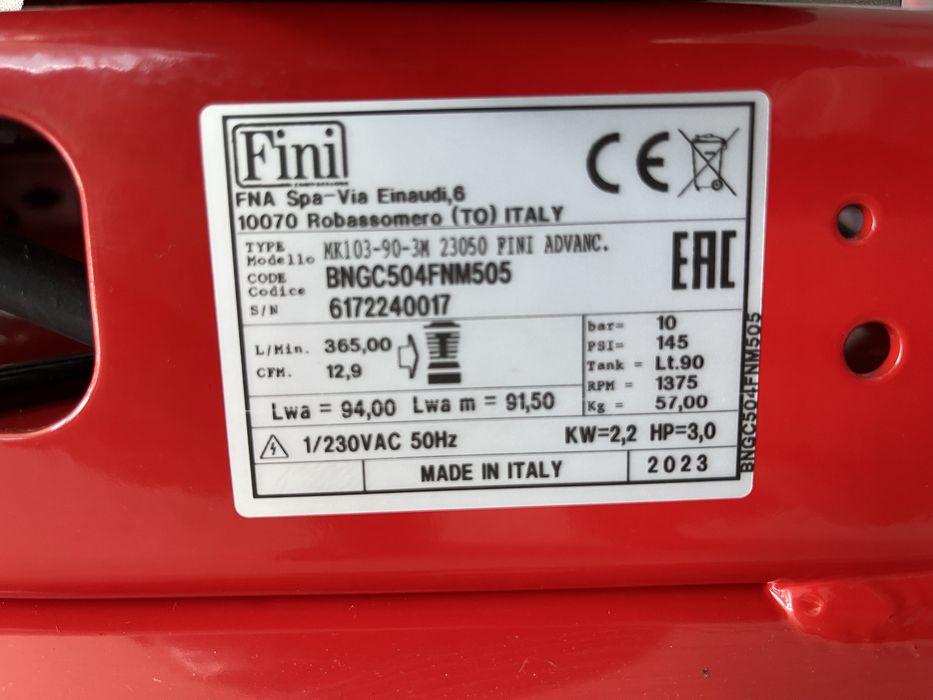 Fini
CE
FNA Spa-Via Einaudi,6
10070 Robassomero (TO) ITALY
TYPE
Modello MK103-90-3M 23050 FINI ADVANC.
EAC
CODE
Codice BNGC504FNM505
S/N 6172240017
L/Min. 365,00
CFM. 12,9
bar= 10
PSI= 145
Tank = Lt.90
RPM = 1375
Kg = 57,00
Lwa = 94,00 Lwa m = 91,50
1/230VAC 50Hz KW=2,2 HP=3,0
MADE IN ITALY 2023
BNGC504FNM505